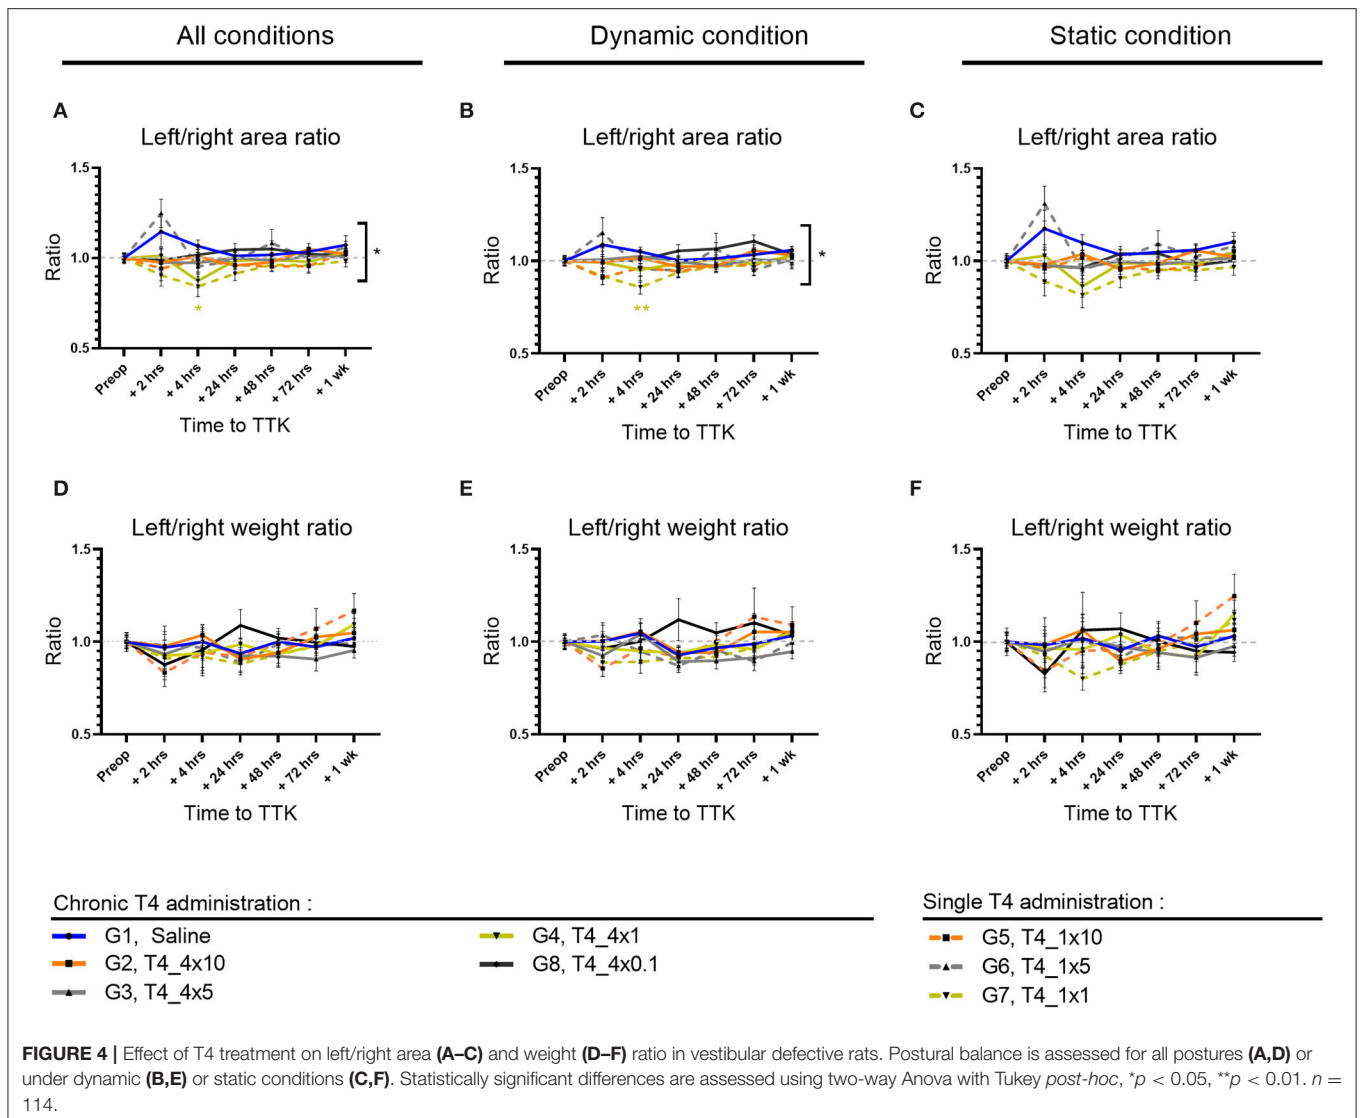 All conditions
Dynamic condition
Static condition
A
Left/right area ratio
1.5
1.0
0.5
Ratio
*
*
Preop
+ 2 hrs
+ 4 hrs
+ 24 hrs
+ 48 hrs
+ 72 hrs
+ 1 wk
Time to TTK
B
Left/right area ratio
1.5
1.0
0.5
Ratio
**
*
Preop
+ 2 hrs
+ 4 hrs
+ 24 hrs
+ 48 hrs
+ 72 hrs
+ 1 wk
Time to TTK
C
Left/right area ratio
1.5
1.0
0.5
Ratio
Preop
+ 2 hrs
+ 4 hrs
+ 24 hrs
+ 48 hrs
+ 72 hrs
+ 1 wk
Time to TTK
D
Left/right weight ratio
1.5
1.0
0.5
Ratio
Preop
+ 2 hrs
+ 4 hrs
+ 24 hrs
+ 48 hrs
+ 72 hrs
+ 1 wk
Time to TTK
E
Left/right weight ratio
1.5
1.0
0.5
Ratio
Preop
+ 2 hrs
+ 4 hrs
+ 24 hrs
+ 48 hrs
+ 72 hrs
+ 1 wk
Time to TTK
F
Left/right weight ratio
1.5
1.0
0.5
Ratio
Preop
+ 2 hrs
+ 4 hrs
+ 24 hrs
+ 48 hrs
+ 72 hrs
+ 1 wk
Time to TTK
Chronic T4 administration :
G1, Saline
G2, T4_4x10
G3, T4_4x5
G4, T4_4x1
G8, T4_4x0.1
Single T4 administration :
G5, T4_1x10
G6, T4_1x5
G7, T4_1x1
FIGURE 4 | Effect of T4 treatment on left/right area (A–C) and weight (D–F) ratio in vestibular defective rats. Postural balance is assessed for all postures (A,D) or
under dynamic (B,E) or static conditions (C,F). Statistically significant differences are assessed using two-way Anova with Tukey post-hoc, *p < 0.05, **p < 0.01. n =
114.